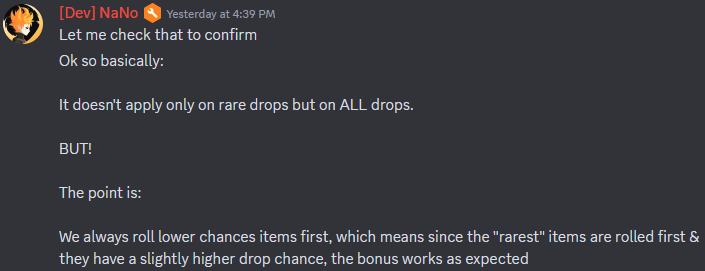 [Dev] NaNo Yesterday at 4:39 PM
Let me check that to confirm
Ok so basically:
It doesn't apply only on rare drops but on ALL drops.
BUT!
The point is:
We always roll lower chances items first, which means since the "rarest" items are rolled first &
they have a slightly higher drop chance, the bonus works as expected